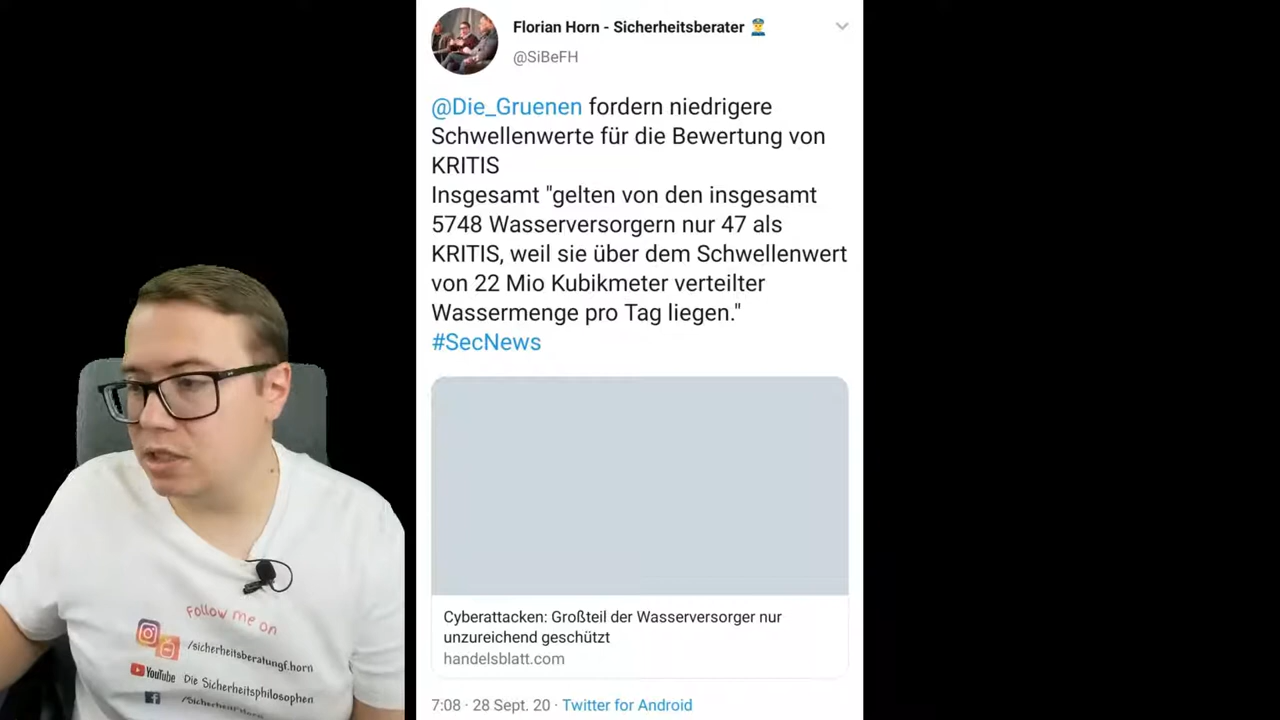 Florian Horn - Sicherheitsberater
@SiBeFH
@Die_Gruenen fordern niedrigere
Schwellenwerte für die Bewertung von
KRITIS
Insgesamt "gelten von den insgesamt
5748 Wasserversorgern nur 47 als
KRITIS, weil sie über dem Schwellenwert
von 22 Mio Kubikmeter verteilter
Wassermenge pro Tag liegen."
#SecNews
Cyberattacken: Großteil der Wasserversorger nur
unzureichend geschützt
handelsblatt.com
7:08 · 28 Sept. 20 · Twitter for Android
Follow me on
/sicherheitsberatungf.horn
YouTube Die Sicherheitsphilosophen